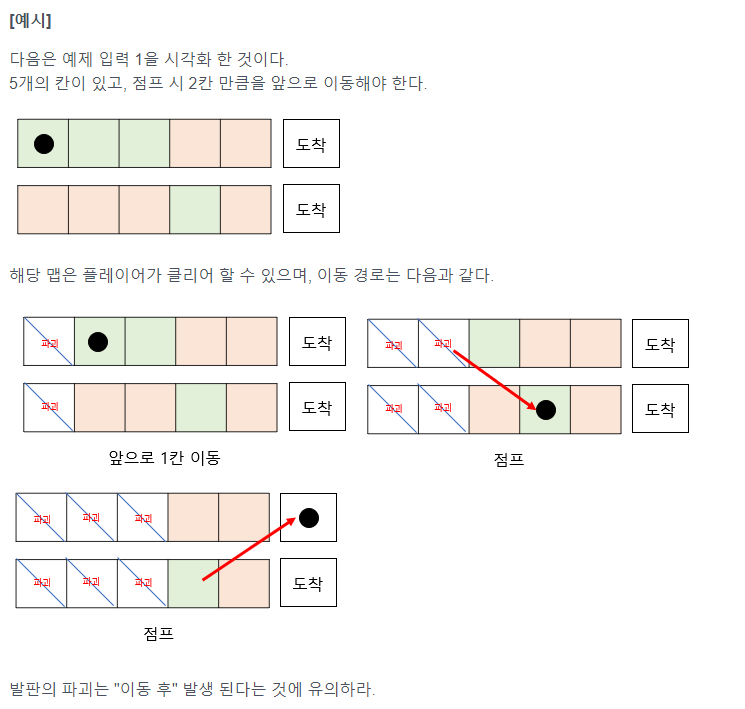 [예시]
다음은 예제 입력 1을 시각화 한 것이다.
5개의 칸이 있고, 점프 시 2칸 만큼을 앞으로 이동해야 한다.
도착
도착
해당 맵은 플레이어가 클리어 할 수 있으며, 이동 경로는 다음과 같다.
파괴 도착
파괴 도착
앞으로 1칸 이동
파괴 파괴 도착
파괴 파괴 도착
점프
파괴 파괴 파괴
파괴 파괴 파괴 도착
점프
발판의 파괴는 "이동 후" 발생 된다는 것에 유의하라.